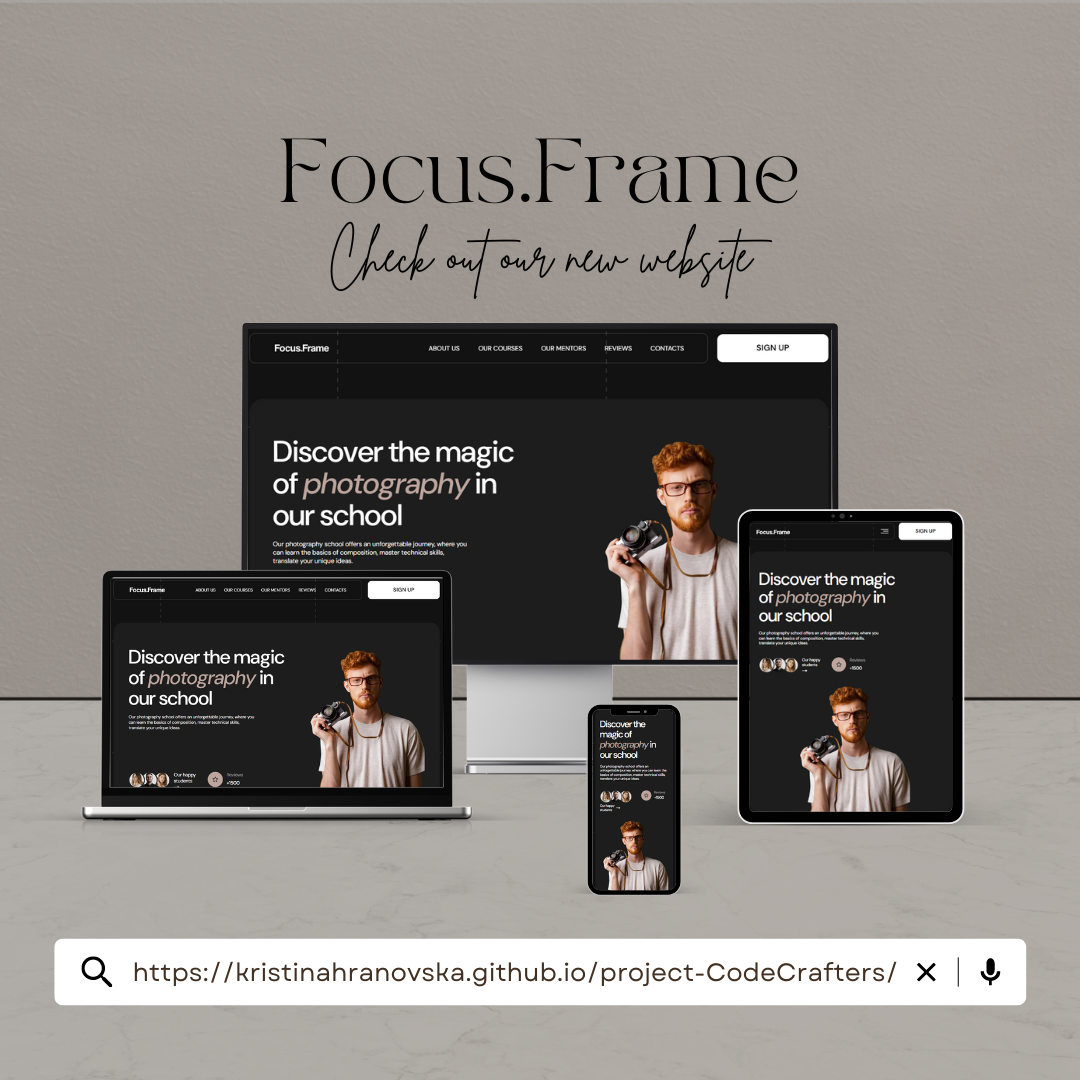 Focus.Frame
Check out our new website
Focus.Frame ABOUT US OUR COURSES OUR MENTORS REVIEWS CONTACTS SIGN UP
Discover the magic
of photography in
our school
Our photography school offers an unforgettable journey, where you
can learn the basics of composition, master technical skills,
translate your unique ideas.
Focus.Frame SIGN UP
Discover the magic
of photography in
our school
Our photography school offers an unforgettable journey, where you
can learn the basics of composition, master technical skills,
translate your unique ideas.
Our happy
students
→
Reviews
+1500
Focus.Frame ABOUT US OUR COURSES OUR MENTORS REVIEWS CONTACTS SIGN UP
Discover the magic
of photography in
our school
Our photography school offers an unforgettable journey, where you
can learn the basics of composition, master technical skills,
translate your unique ideas.
Our happy
students
Reviews
+1500
Discover the
magic of
photography in
our school
Our photography school offers an
unforgettable journey, where you can learn the
basics of composition, master technical skills,
translate your unique ideas.
Reviews
+1500
Our happy
students →
https://kristinahranovska.github.io/project-CodeCrafters/